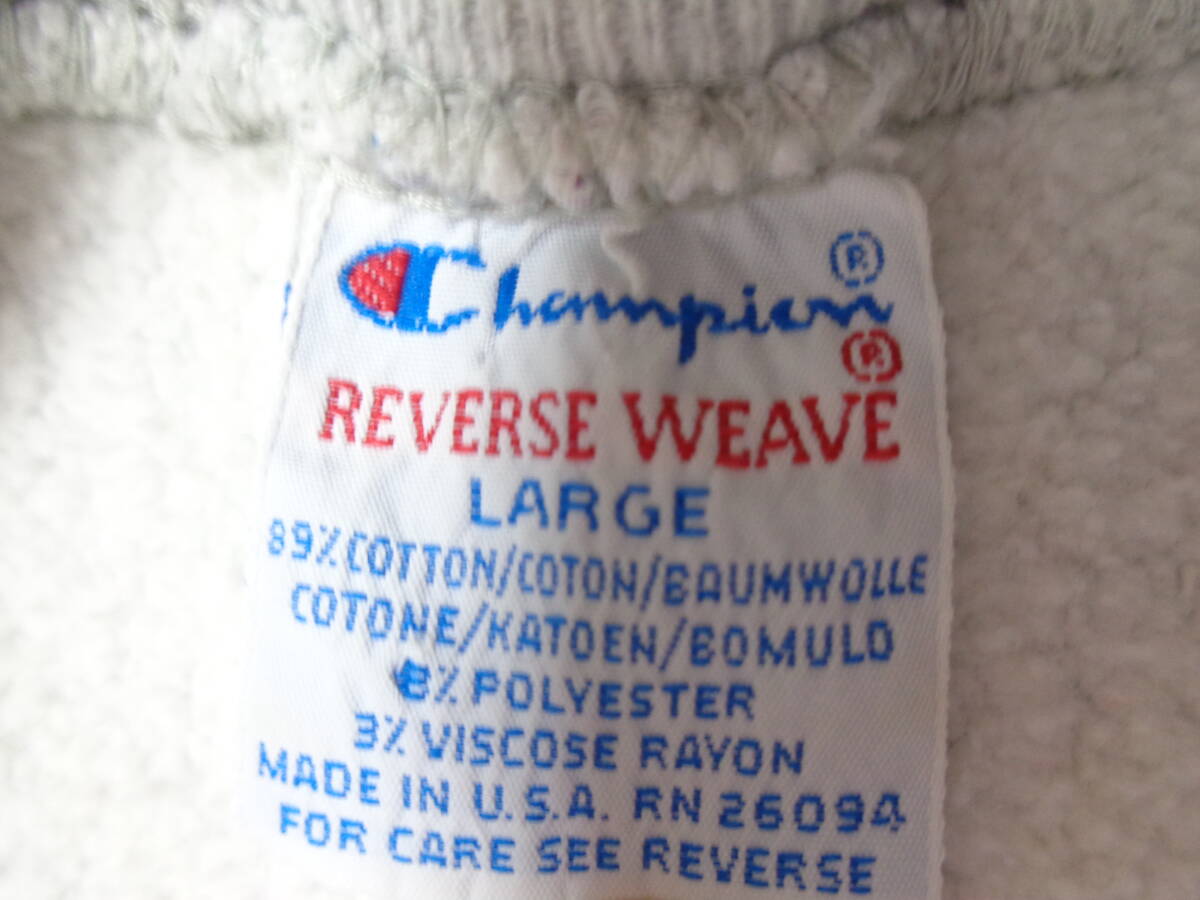 Champion®
®
REVERSE WEAVE
LARGE
89% COTTON/COTON/BAUMWOLLE
COTONE/KATOEN/BOMULD
8% POLYESTER
3% VISCOSE RAYON
MADE IN U.S.A. RN 26094
FOR CARE SEE REVERSE